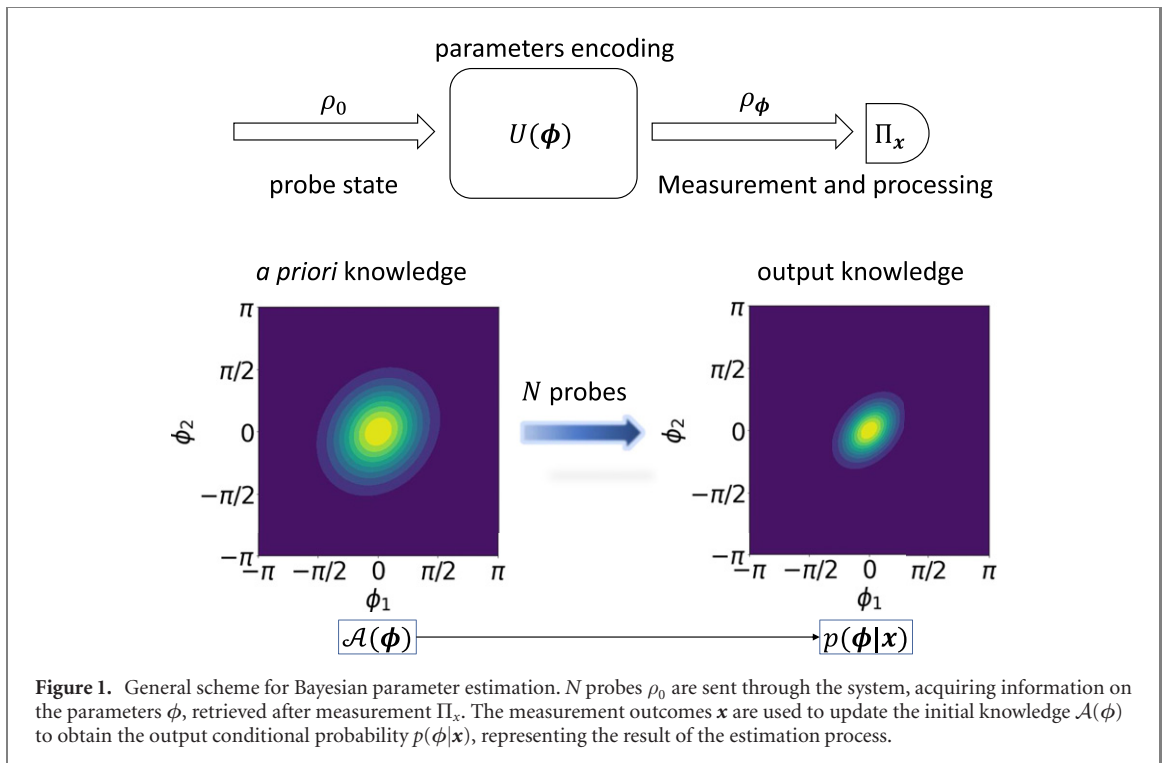 parameters encoding
ρ₀
U(ϕ)
ρ_ϕ
Π_x
probe state
Measurement and processing
a priori knowledge
output knowledge
π
π/2
0
−π/2
−π
ϕ₂
−π −π/2 0 π/2 π
ϕ₁
N probes
π
π/2
0
−π/2
−π
ϕ₂
−π −π/2 0 π/2 π
ϕ₁
𝒜(ϕ)
p(ϕ|x)
Figure 1. General scheme for Bayesian parameter estimation. N probes ρ₀ are sent through the system, acquiring information on
the parameters ϕ, retrieved after measurement Πₓ. The measurement outcomes x are used to update the initial knowledge 𝒜(ϕ)
to obtain the output conditional probability p(ϕ|x), representing the result of the estimation process.